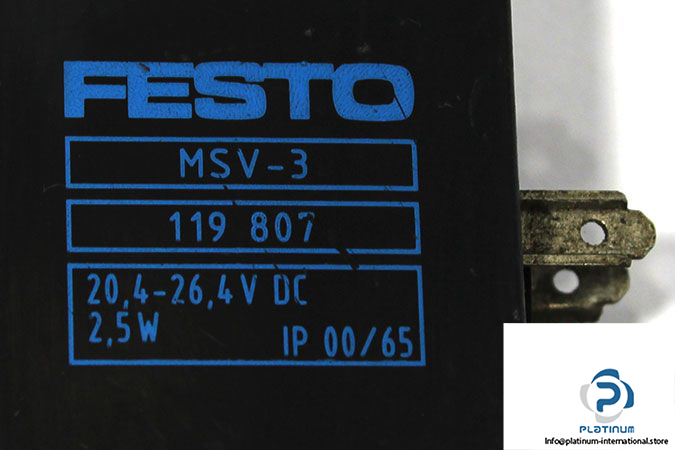 FESTO
MSV-3
119 807
20,4-26,4V DC
2,5W IP 00/65
PLATINUM
Info@platinum-international.store